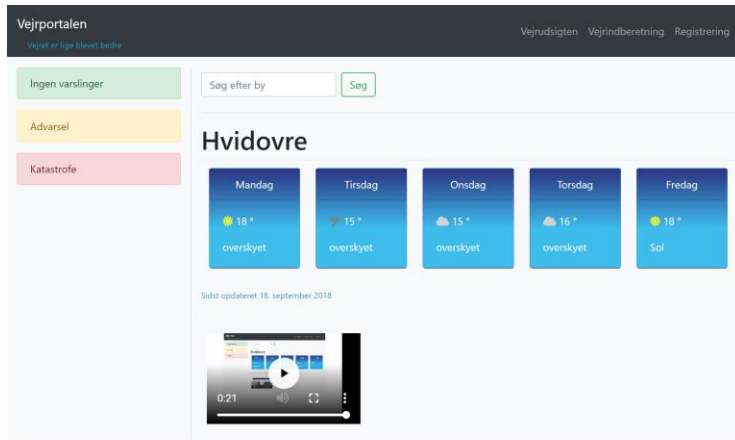 Vejrportalen
Vejret er lige blevet bedre
Vejrudsigten Vejrindberetning Registrering
Ingen varslinger
Advarsel
Katastrofe
Søg efter by Søg
Hvidovre
Mandag Tirsdag Onsdag Torsdag Fredag
18 ° 15 ° 15 ° 16 ° 18 °
overskyet overskyet overskyet overskyet Sol
Sidst opdateret 18. september 2018
0:21